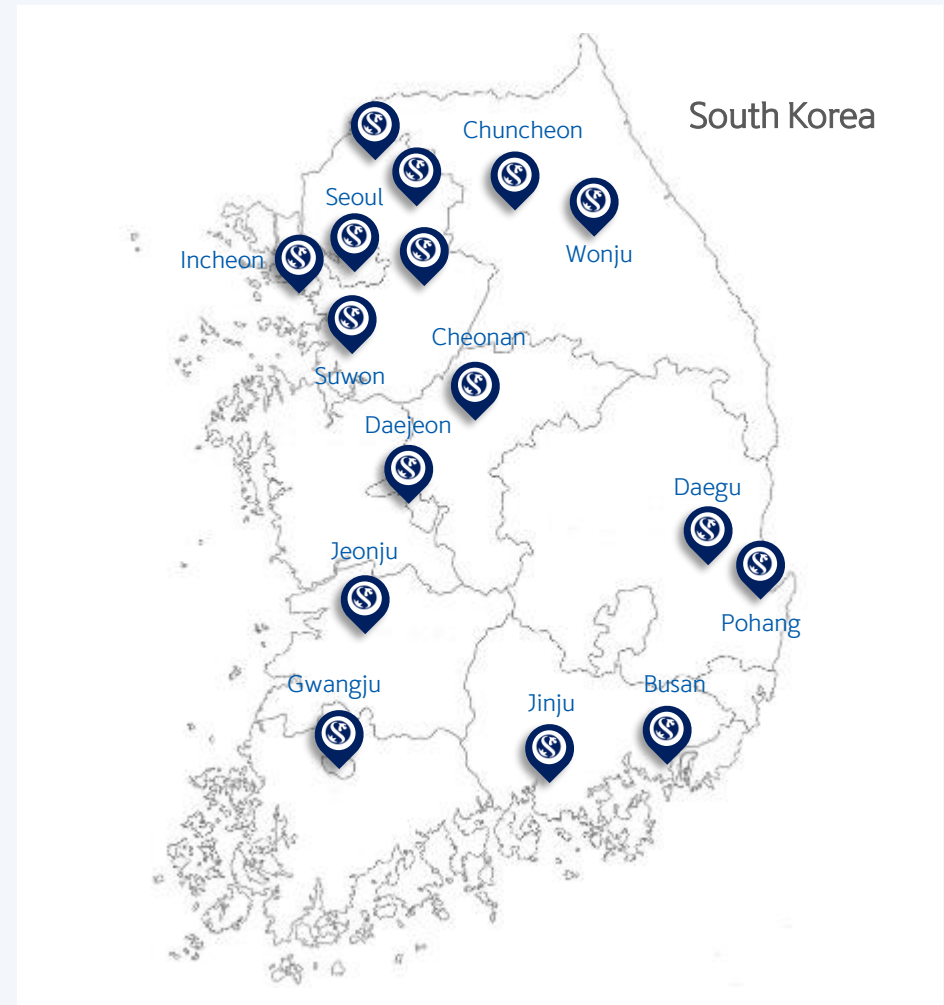 South Korea
Chuncheon
Seoul
Wonju
Incheon
Cheonan
Suwon
Daejeon
Daegu
Jeonju
Pohang
Gwangju
Busan
Jinju